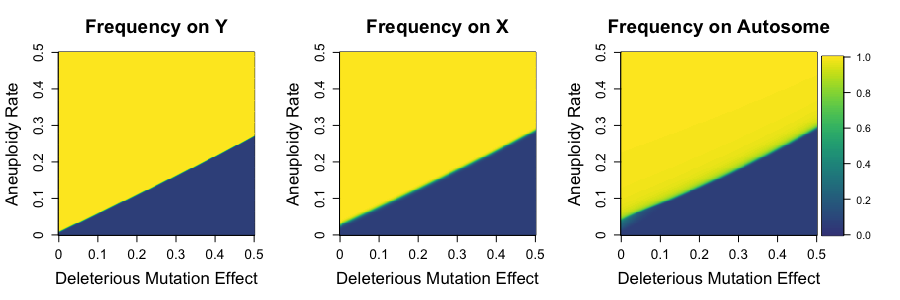 Frequency on Y
Frequency on X
Frequency on Autosome
Aneuploidy Rate
0.5
0.4
0.3
0.2
0.1
0
0 0.1 0.2 0.3 0.4 0.5
Deleterious Mutation Effect
Aneuploidy Rate
0.5
0.4
0.3
0.2
0.1
0
0 0.1 0.2 0.3 0.4 0.5
Deleterious Mutation Effect
Aneuploidy Rate
0.5
0.4
0.3
0.2
0.1
0
0 0.1 0.2 0.3 0.4 0.5
Deleterious Mutation Effect
1.0
0.8
0.6
0.4
0.2
0.0